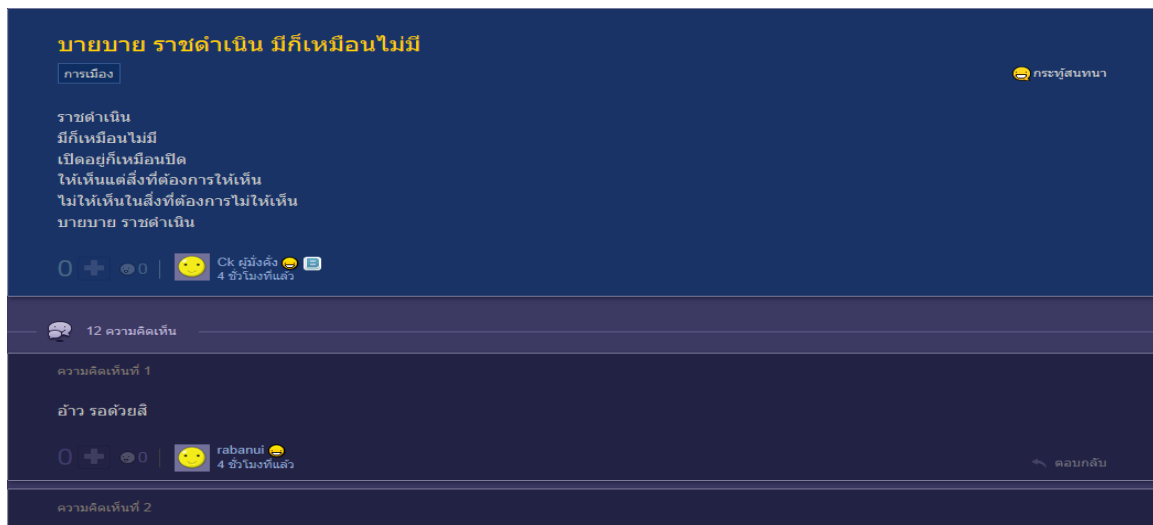 บายบาย ราชดำเนิน มีก็เหมือนไม่มี
การเมือง
กระทู้สนทนา
ราชดำเนิน
มีก็เหมือนไม่มี
เปิดอยู่ก็เหมือนปิด
ให้เห็นแต่สิ่งที่ต้องการให้เห็น
ไม่ให้เห็นในสิ่งที่ต้องการไม่ให้เห็น
บายบาย ราชดำเนิน
0 0 Ck ผู้มั่งคั่ง
4 ชั่วโมงที่แล้ว
12 ความคิดเห็น
ความคิดเห็นที่ 1
อ้าว รอด้วยสิ
0 0 rabanui
4 ชั่วโมงที่แล้ว
ตอบกลับ
ความคิดเห็นที่ 2